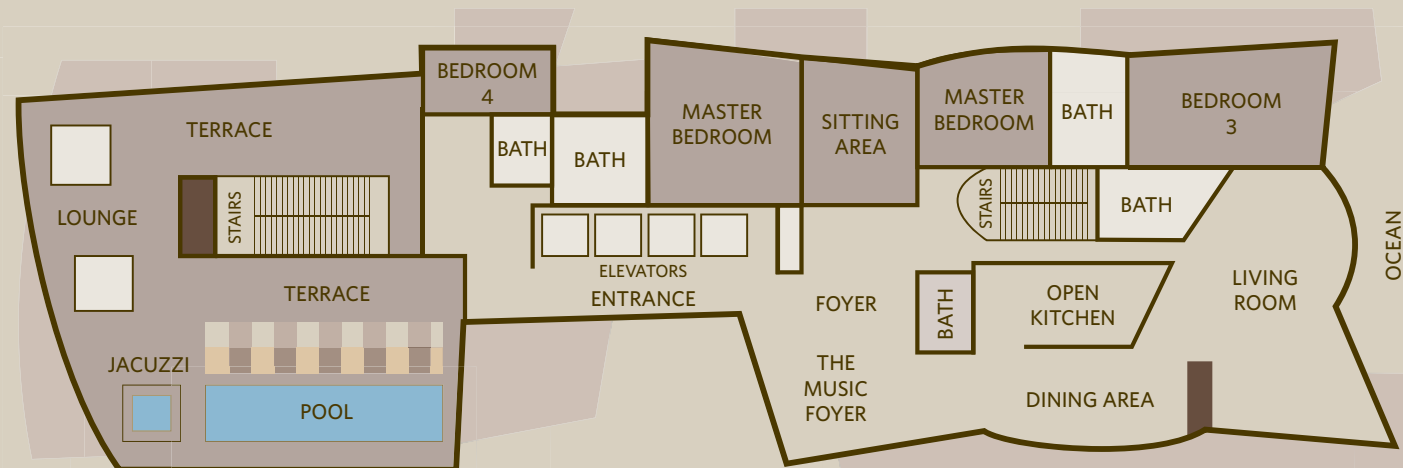 BEDROOM
4
TERRACE
BATH
BATH
MASTER
BEDROOM
SITTING
AREA
MASTER
BEDROOM
BATH
BEDROOM
3
LOUNGE
STAIRS
STAIRS
BATH
OCEAN
ELEVATORS
ENTRANCE
TERRACE
FOYER
BATH
OPEN
KITCHEN
LIVING
ROOM
JACUZZI
POOL
THE
MUSIC
FOYER
DINING AREA